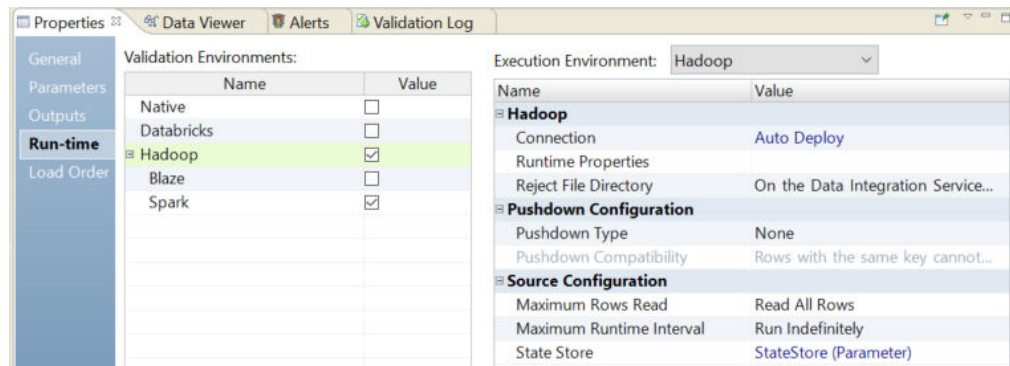 Properties Data Viewer Alerts Validation Log
General
Parameters
Outputs
Run-time
Load Order
Validation Environments:
Name Value
Native
Databricks
Hadoop
Blaze
Spark
Execution Environment: Hadoop
Name Value
Hadoop
Connection Auto Deploy
Runtime Properties
Reject File Directory On the Data Integration Service...
Pushdown Configuration
Pushdown Type None
Pushdown Compatibility Rows with the same key cannot...
Source Configuration
Maximum Rows Read Read All Rows
Maximum Runtime Interval Run Indefinitely
State Store StateStore (Parameter)